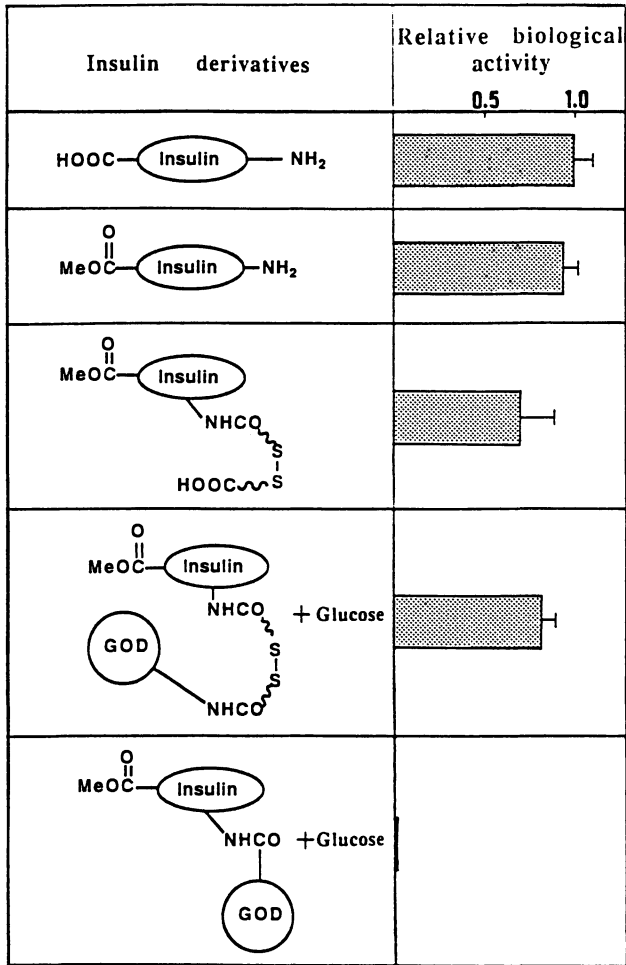 Insulin derivatives
Relative biological
activity
0.5 1.0
HOOC Insulin NH2
O
MeOC Insulin NH2
O
MeOC Insulin
NHCO
S
HOOC S
O
MeOC Insulin
NHCO + Glucose
GOD
S
S
NHCO
O
MeOC Insulin
NHCO + Glucose
GOD